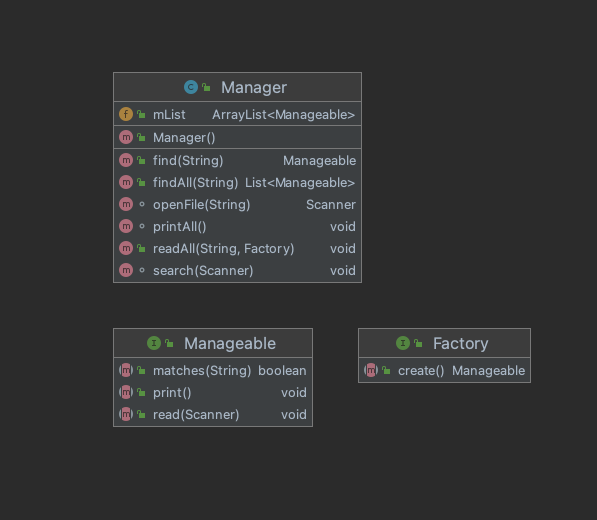 C Manager
f mList ArrayList<Manageable>
m Manager()
m find(String) Manageable
m findAll(String) List<Manageable>
m openFile(String) Scanner
m printAll() void
m readAll(String, Factory) void
m search(Scanner) void
I Manageable
m matches(String) boolean
m print() void
m read(Scanner) void
I Factory
m create() Manageable